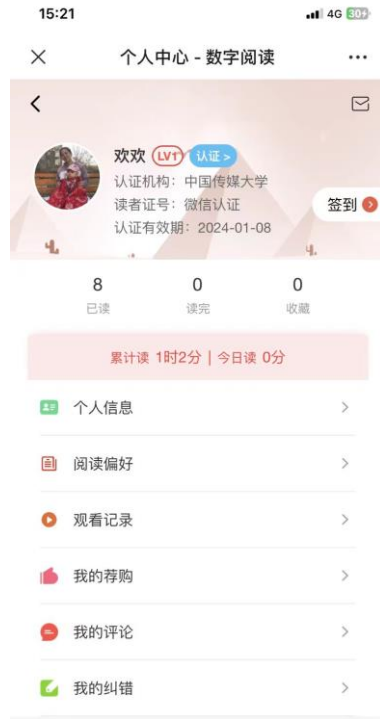 15:21
4G 30+
个人中心 - 数字阅读
欢欢 LV1 认证 >
认证机构：中国传媒大学
读者证号：微信认证
签到
认证有效期：2024-01-08
8 0 0
已读 读完 收藏
累计读 1时2分 | 今日读 0分
个人信息
阅读偏好
观看记录
我的荐购
我的评论
我的纠错